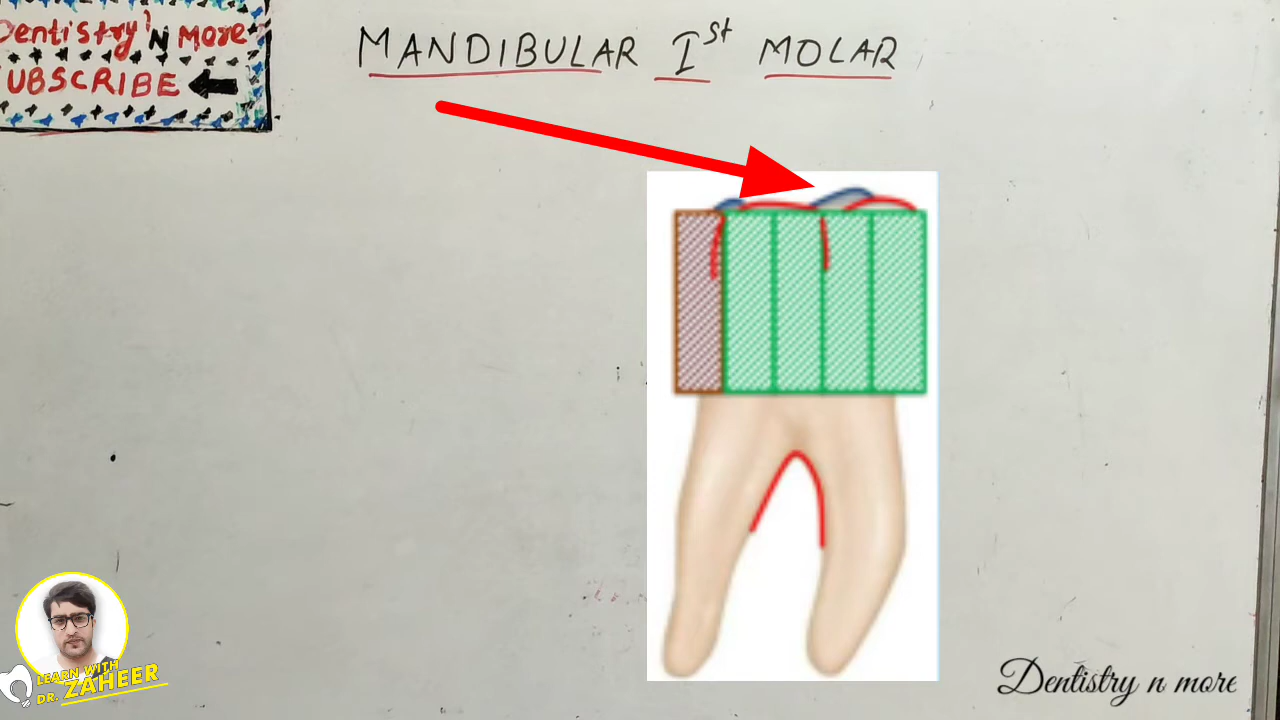 Dentistry'N More
UBSCRIBE
MANDIBULAR Ist MOLAR
LEARN WITH
DR. ZAHEER
Dentistry n more